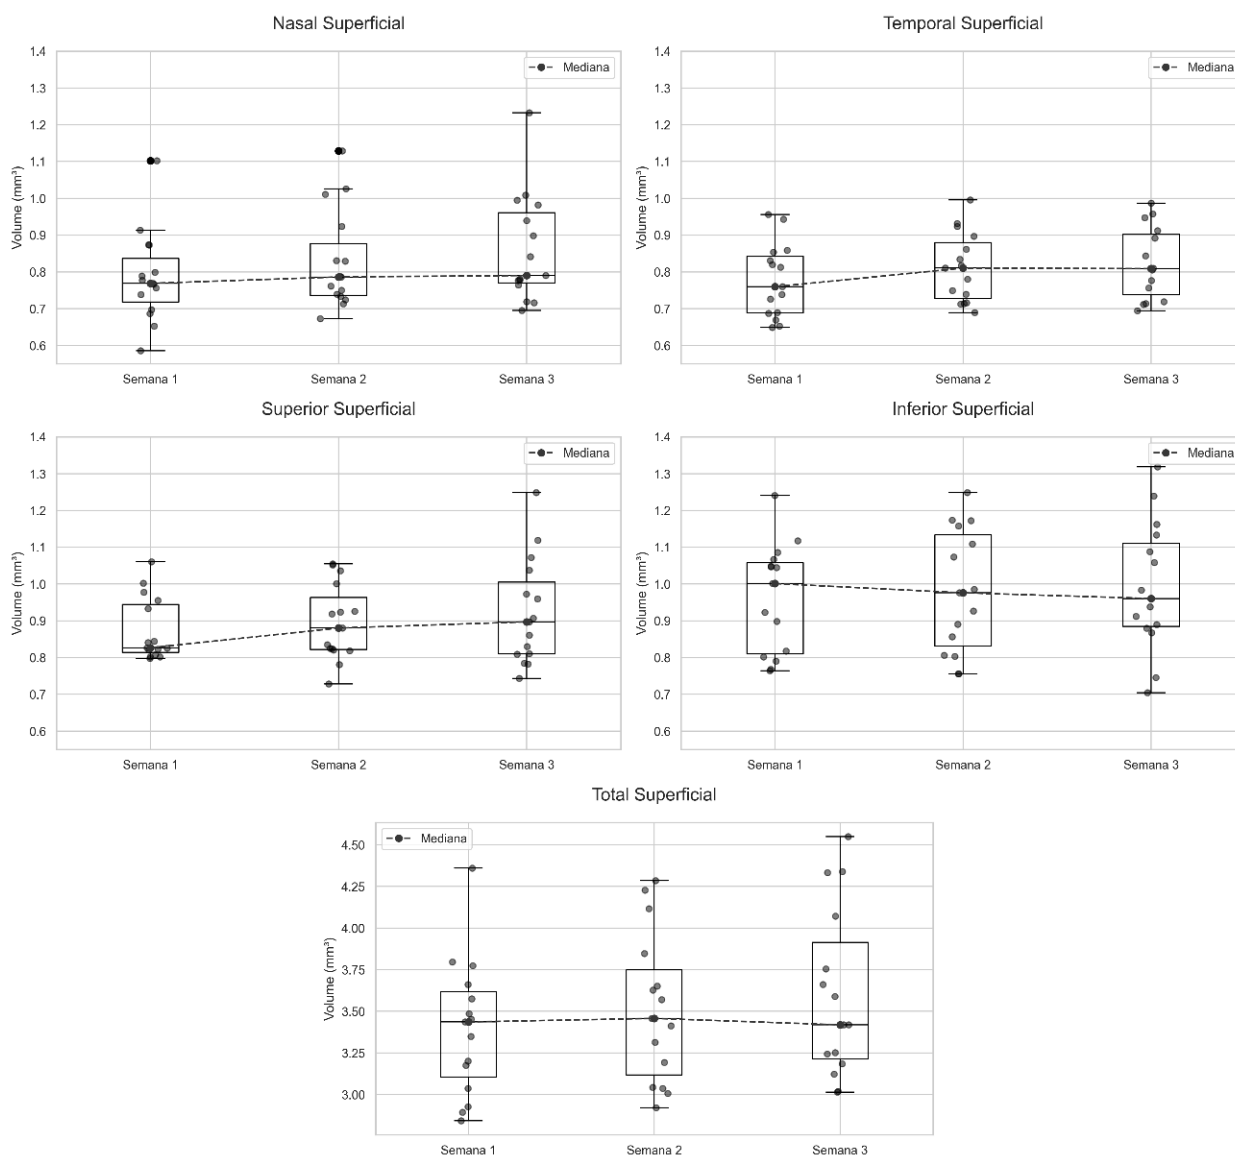 Nasal Superficial
Temporal Superficial
Volume (mm³)
1.4
1.3
1.2
1.1
1.0
0.9
0.8
0.7
0.6
Mediana
Semana 1
Semana 2
Semana 3
Volume (mm³)
1.4
1.3
1.2
1.1
1.0
0.9
0.8
0.7
0.6
Mediana
Semana 1
Semana 2
Semana 3
Superior Superficial
Inferior Superficial
Volume (mm³)
1.4
1.3
1.2
1.1
1.0
0.9
0.8
0.7
0.6
Mediana
Semana 1
Semana 2
Semana 3
Volume (mm³)
1.4
1.3
1.2
1.1
1.0
0.9
0.8
0.7
0.6
Mediana
Semana 1
Semana 2
Semana 3
Total Superficial
Volume (mm³)
4.50
4.25
4.00
3.75
3.50
3.25
3.00
Mediana
Semana 1
Semana 2
Semana 3